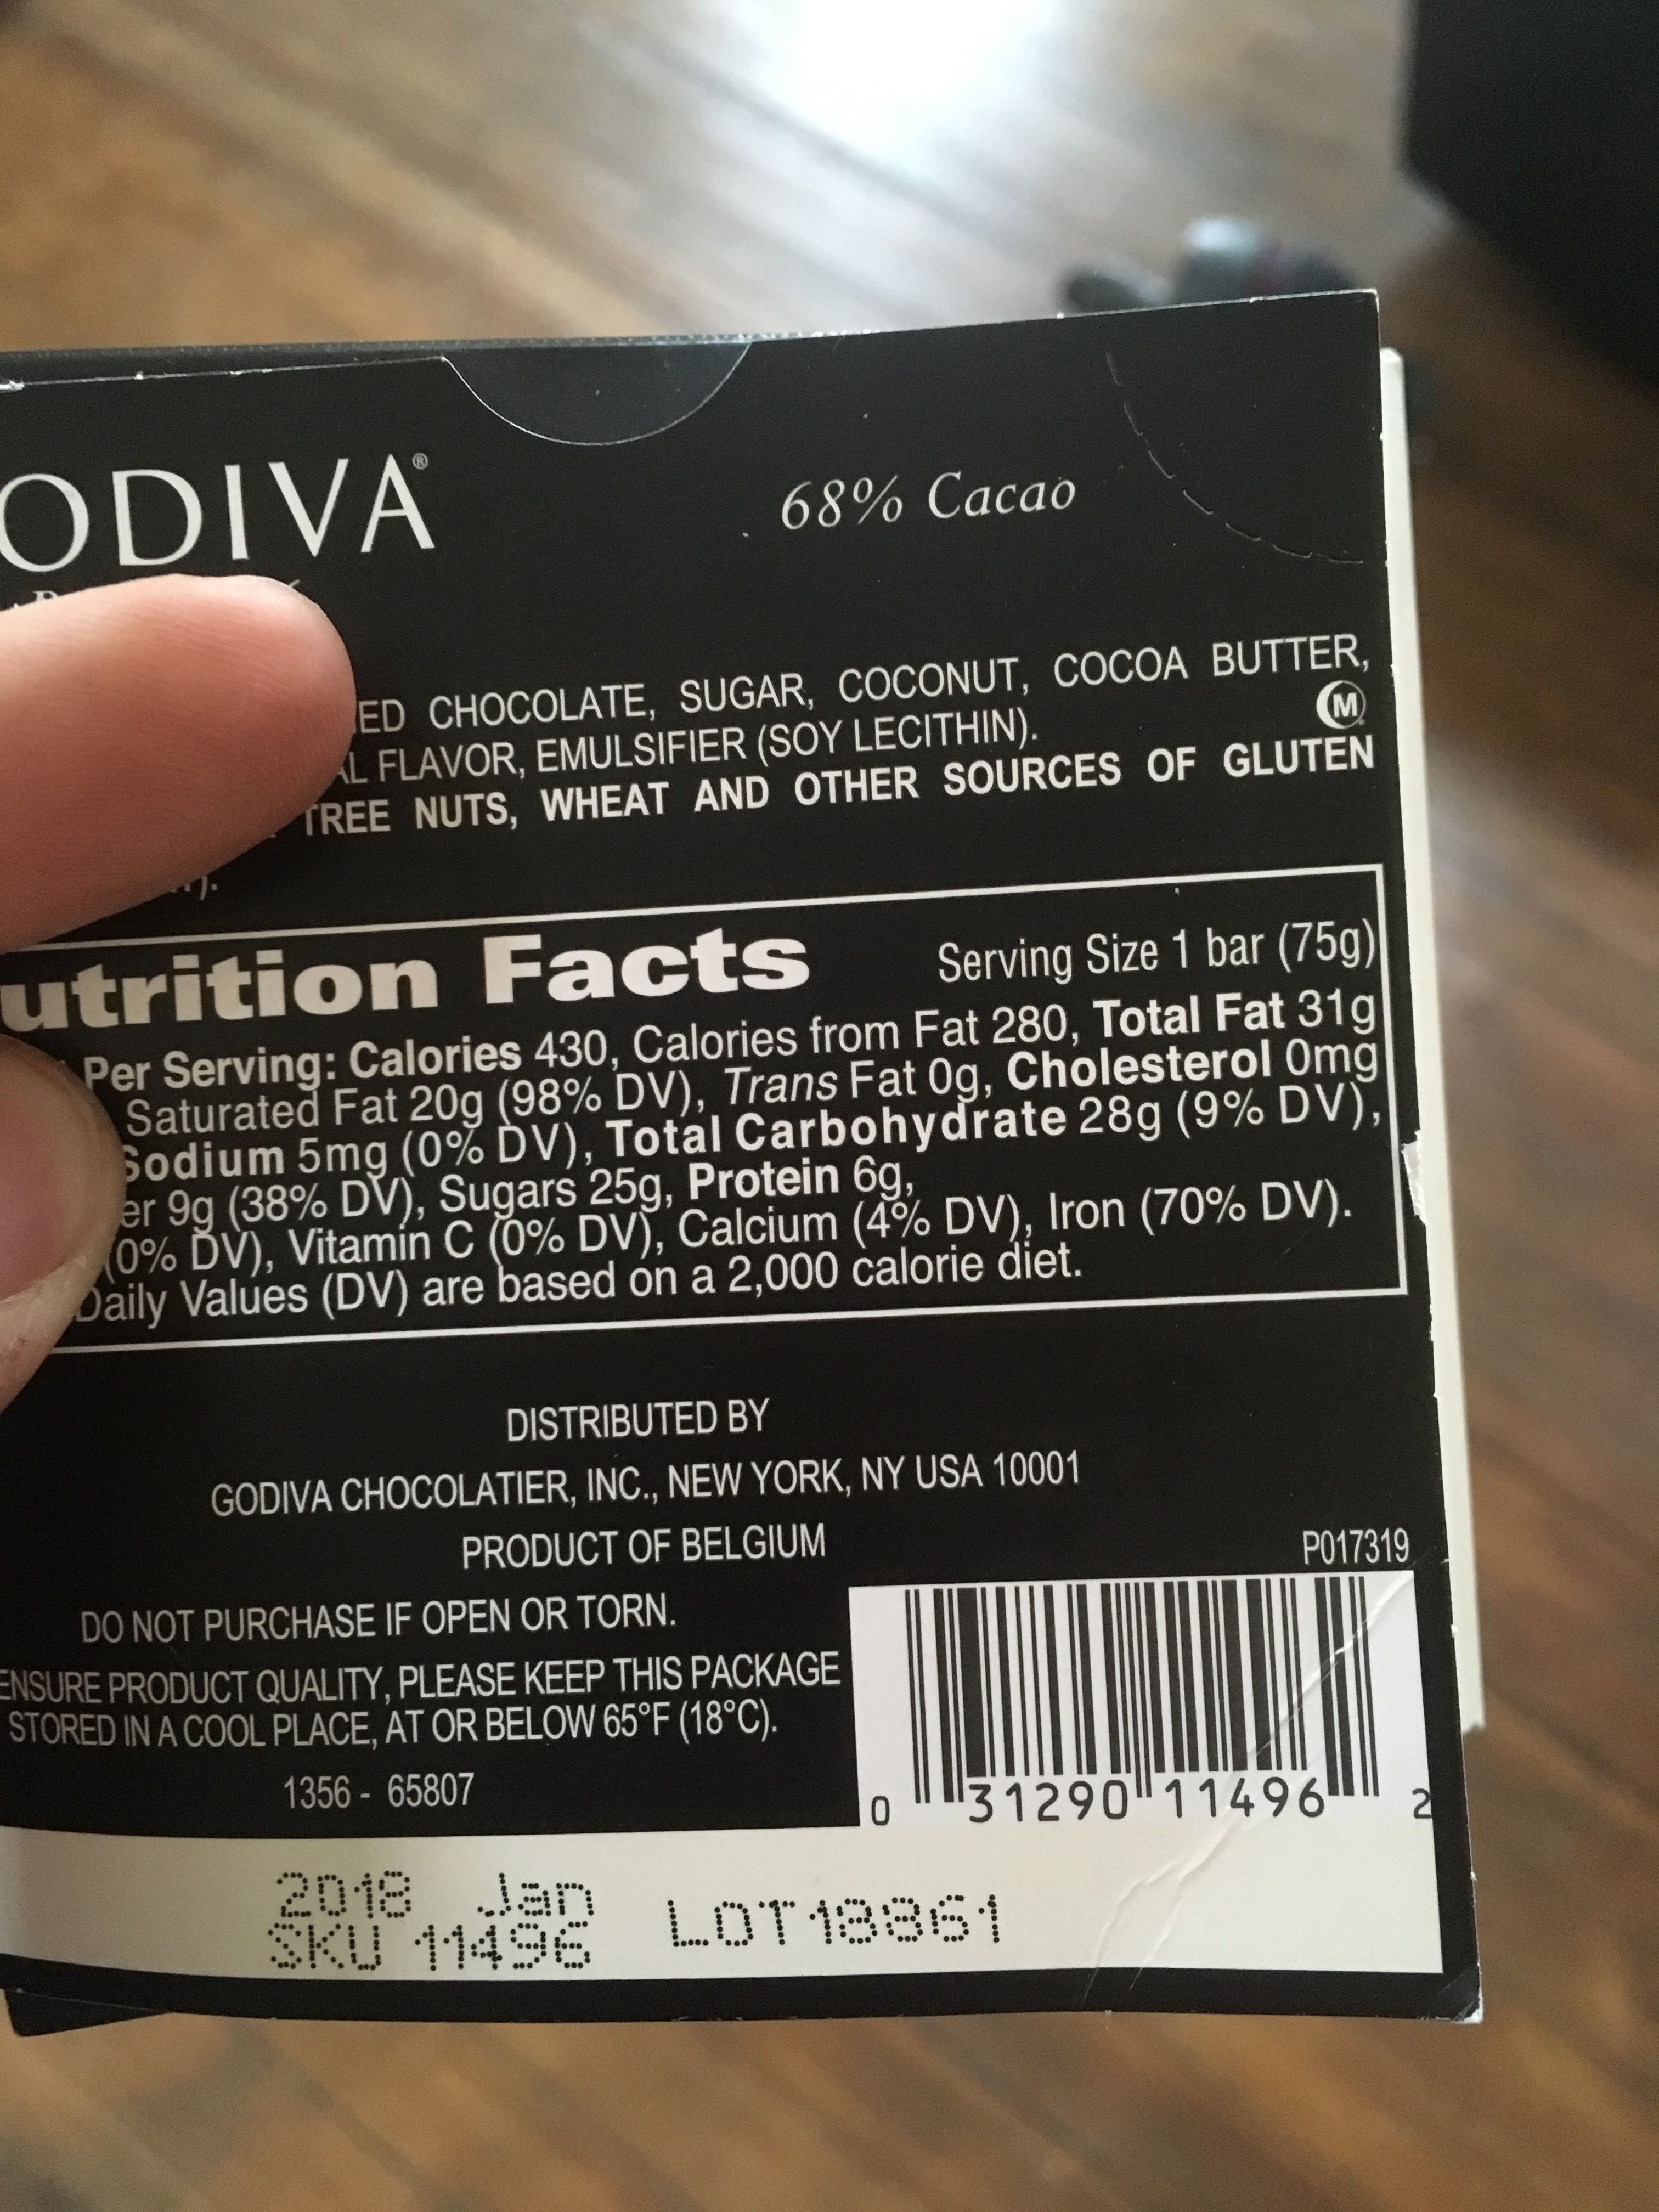 ODIVA®
68% Cacao
ED CHOCOLATE, SUGAR, COCONUT, COCOA BUTTER,
AL FLAVOR, EMULSIFIER (SOY LECITHIN).
M
TREE NUTS, WHEAT AND OTHER SOURCES OF GLUTEN
utrition Facts
Serving Size 1 bar (75g)
Per Serving: Calories 430, Calories from Fat 280, Total Fat 31g
Saturated Fat 20g (98% DV), Trans Fat 0g, Cholesterol 0mg
Sodium 5mg (0% DV), Total Carbohydrate 28g (9% DV),
er 9g (38% DV), Sugars 25g, Protein 6g,
(0% DV), Vitamin C (0% DV), Calcium (4% DV), Iron (70% DV).
Daily Values (DV) are based on a 2,000 calorie diet.
DISTRIBUTED BY
GODIVA CHOCOLATIER, INC., NEW YORK, NY USA 10001
PRODUCT OF BELGIUM
P017319
DO NOT PURCHASE IF OPEN OR TORN.
ENSURE PRODUCT QUALITY, PLEASE KEEP THIS PACKAGE
STORED IN A COOL PLACE, AT OR BELOW 65°F (18°C).
1356 - 65807
0 31290 11496 2
2018 Jan
SKU 11496
LOT18861